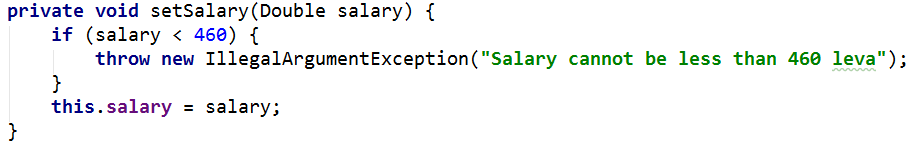 private void setSalary(Double salary) {
    if (salary < 460) {
        throw new IllegalArgumentException("Salary cannot be less than 460 leva");
    }
    this.salary = salary;
}